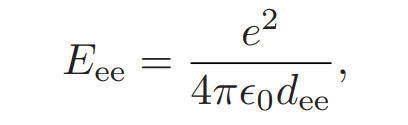 E_ee = e^2 / (4πϵ_0 d_ee),